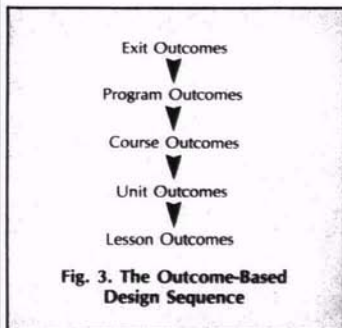 Exit Outcomes
Program Outcomes
Course Outcomes
Unit Outcomes
Lesson Outcomes
Fig. 3. The Outcome-Based
Design Sequence